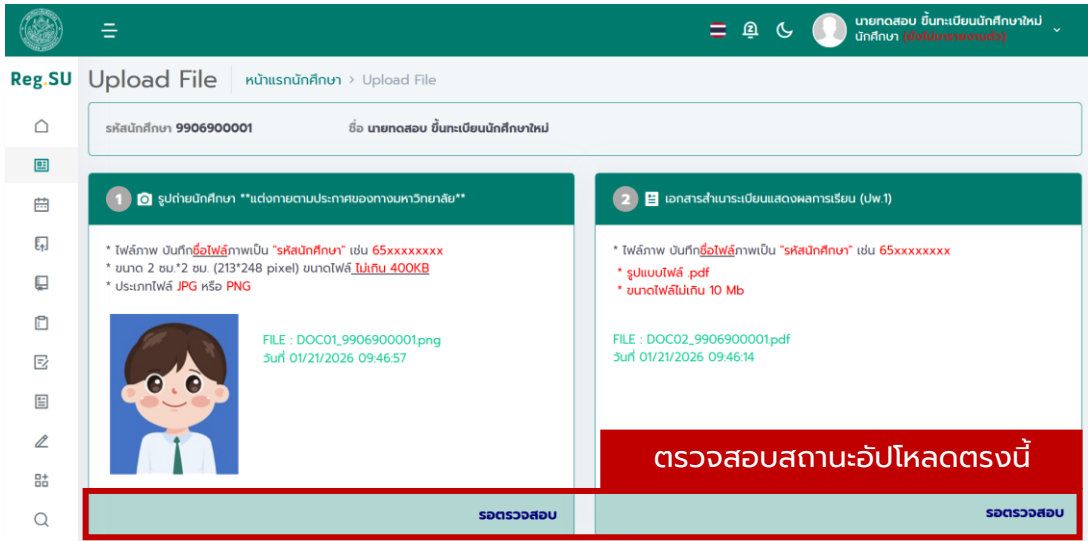 นายทดสอบ ขึ้นทะเบียนนักศึกษาใหม่
นักศึกษา (ยังไม่มารายงานตัว)
Reg.SU
Upload File
หน้าแรกนักศึกษา > Upload File
รหัสนักศึกษา 9906900001 ชื่อ นายทดสอบ ขึ้นทะเบียนนักศึกษาใหม่
1 รูปถ่ายนักศึกษา **แต่งกายตามประกาศของทางมหาวิทยาลัย**
* ไฟล์ภาพ บันทึกชื่อไฟล์ภาพเป็น "รหัสนักศึกษา" เช่น 65xxxxxxxx
* ขนาด 2 ซม.*2 ซม. (213*248 pixel) ขนาดไฟล์ ไม่เกิน 400KB
* ประเภทไฟล์ JPG หรือ PNG
FILE : DOC01_9906900001.png
วันที่ 01/21/2026 09:46:57
รอตรวจสอบ
2 เอกสารสำเนาระเบียนแสดงผลการเรียน (ปพ.1)
* ไฟล์ภาพ บันทึกชื่อไฟล์ภาพเป็น "รหัสนักศึกษา" เช่น 65xxxxxxxx
* รูปแบบไฟล์ .pdf
* ขนาดไฟล์ไม่เกิน 10 Mb
FILE : DOC02_9906900001.pdf
วันที่ 01/21/2026 09:46:14
ตรวจสอบสถานะอัปโหลดตรงนี้
รอตรวจสอบ